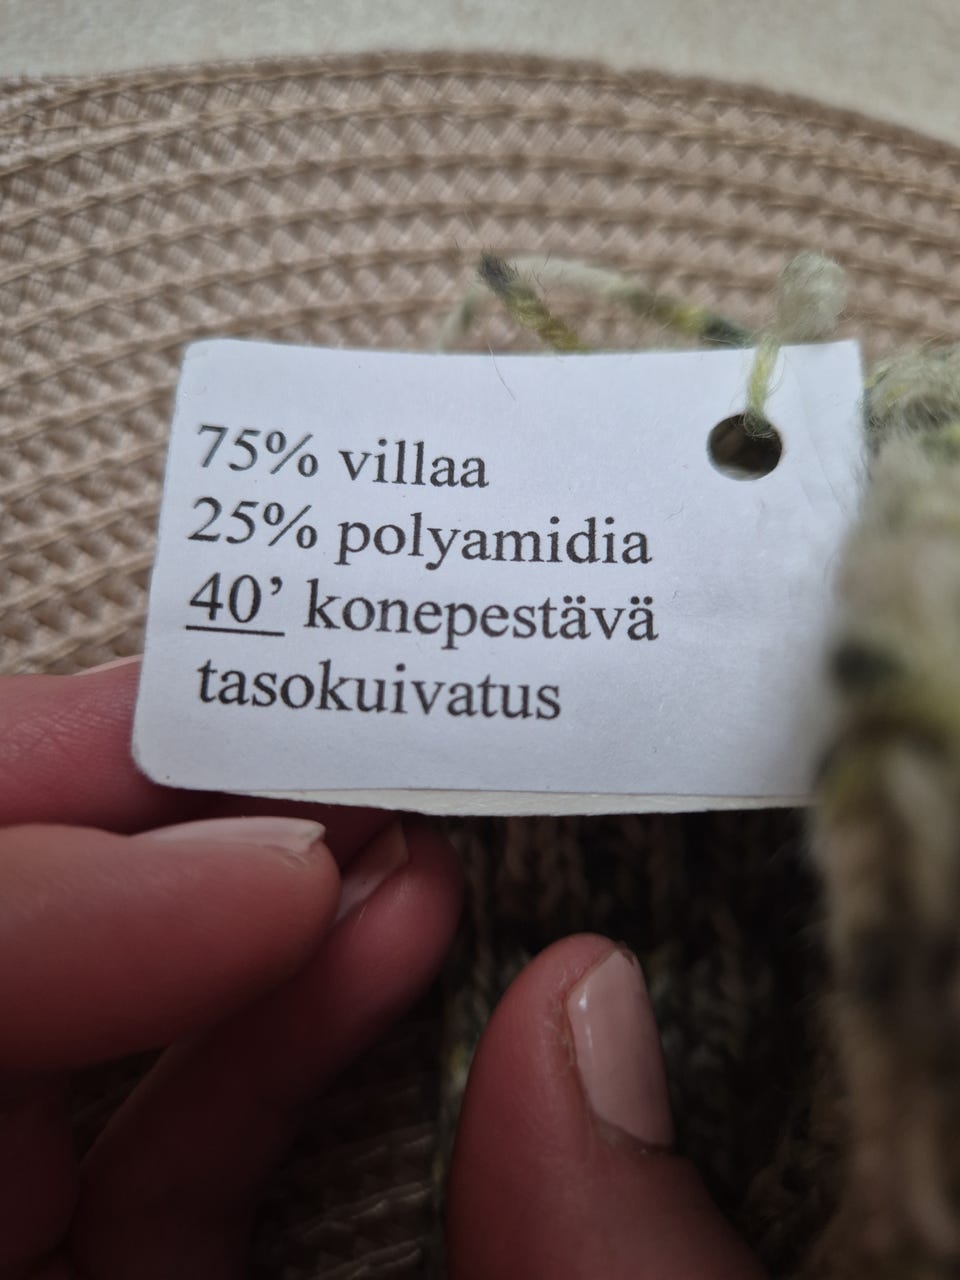 75% villaa
25% polyamidia
40’ konepestävä
tasokuivatus